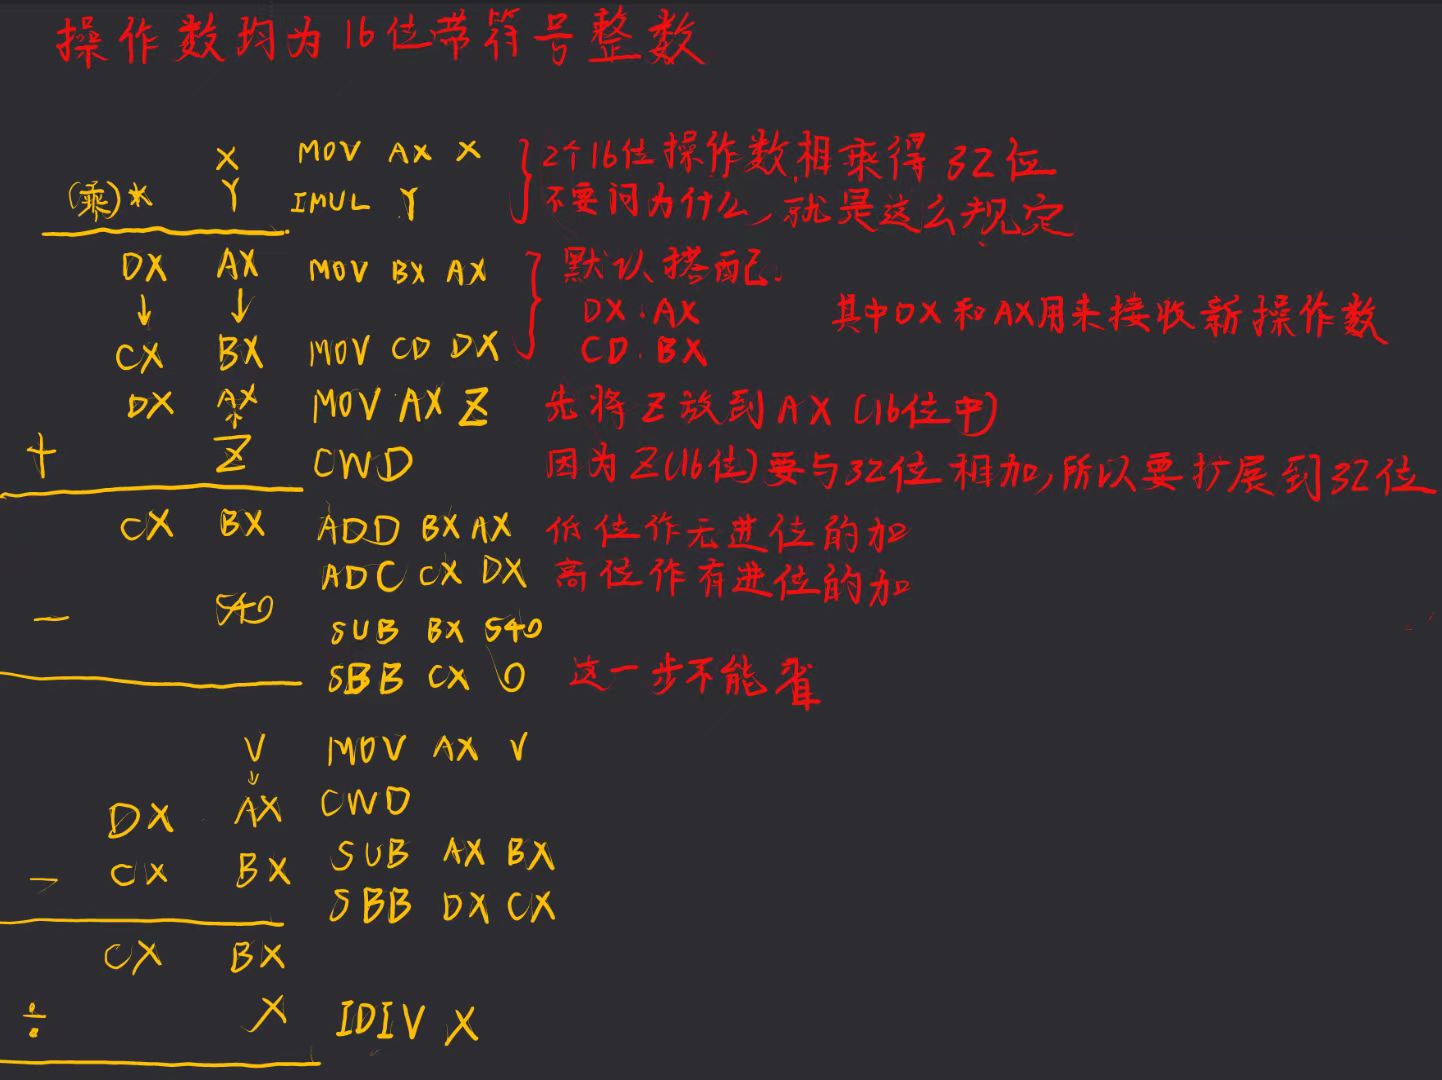 操作数均为16位带符号整数
X MOV AX X 2个16位操作数相乘得32位
(乘)* Y IMUL Y 不要问为什么,就是这么规定
DX AX MOV BX AX 默认搭配.
DX.AX 其中DX和AX用来接收新操作数
CX BX MOV CD DX CD.BX
DX AX MOV AX Z 先将Z放到AX(16位中)
+ Z CWD 因为Z(16位)要与32位相加,所以要扩展到32位
CX BX ADD BX AX 低位作无进位的加
ADC CX DX 高位作有进位的加
- 540 SUB BX 540
SBB CX 0 这一步不能省
V MOV AX V
DX AX CWD
SUB AX BX
- CX BX
SBB DX CX
CX BX
÷ X IDIV X